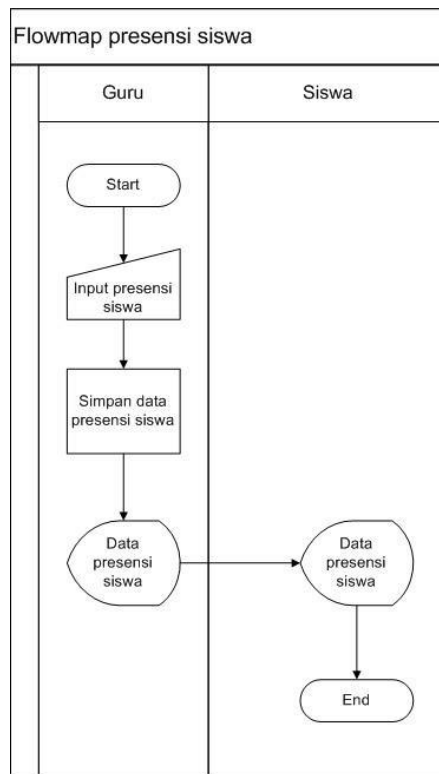 Flowmap presensi siswa
Guru
Siswa
Start
Input presensi
siswa
Simpan data
presensi siswa
Data
presensi
siswa
Data
presensi
siswa
End